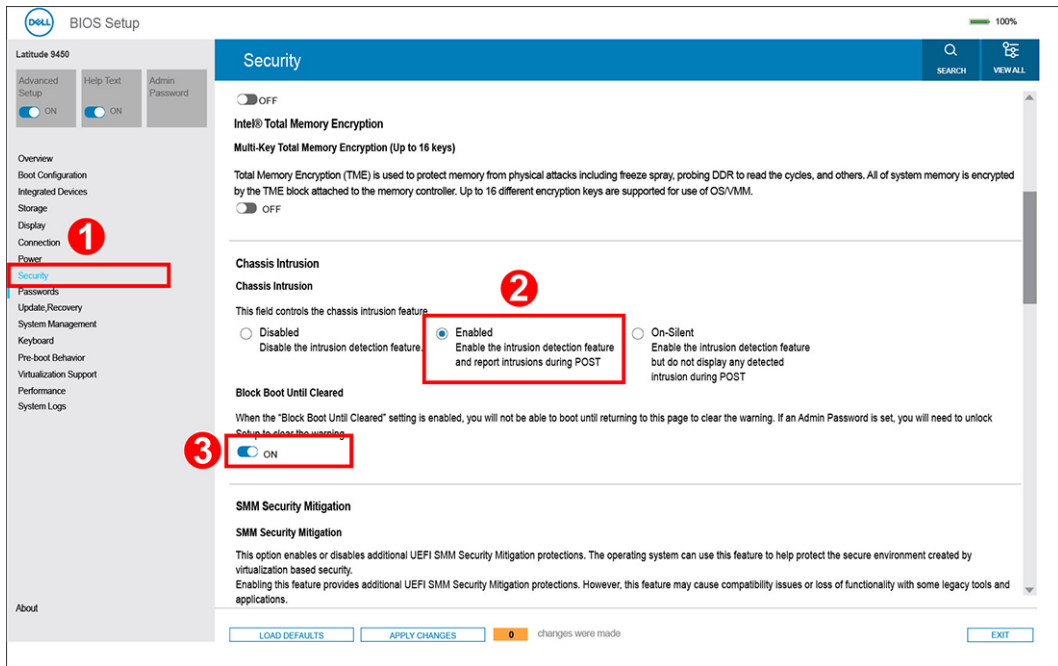 DELL BIOS Setup 100%
Latitude 9450
Advanced Setup ON
Help Text ON
Admin Password
Overview
Boot Configuration
Integrated Devices
Storage
Display
Connection
1
Power
Security
Passwords
Update,Recovery
System Management
Keyboard
Pre-boot Behavior
Virtualization Support
Performance
System Logs
About
Security
SEARCH
VIEW ALL
OFF
Intel® Total Memory Encryption
Multi-Key Total Memory Encryption (Up to 16 keys)
Total Memory Encryption (TME) is used to protect memory from physical attacks including freeze spray, probing DDR to read the cycles, and others. All of system memory is encrypted
by the TME block attached to the memory controller. Up to 16 different encryption keys are supported for use of OS/VMM.
OFF
Chassis Intrusion
Chassis Intrusion
2
This field controls the chassis intrusion feature
Disabled
Disable the intrusion detection feature.
Enabled
Enable the intrusion detection feature
and report intrusions during POST
On-Silent
Enable the intrusion detection feature
but do not display any detected
intrusion during POST
Block Boot Until Cleared
When the "Block Boot Until Cleared" setting is enabled, you will not be able to boot until returning to this page to clear the warning. If an Admin Password is set, you will need to unlock
Setup to clear the warning
3
ON
SMM Security Mitigation
SMM Security Mitigation
This option enables or disables additional UEFI SMM Security Mitigation protections. The operating system can use this feature to help protect the secure environment created by
virtualization based security.
Enabling this feature provides additional UEFI SMM Security Mitigation protections. However, this feature may cause compatibility issues or loss of functionality with some legacy tools and
applications.
LOAD DEFAULTS
APPLY CHANGES
0 changes were made
EXIT